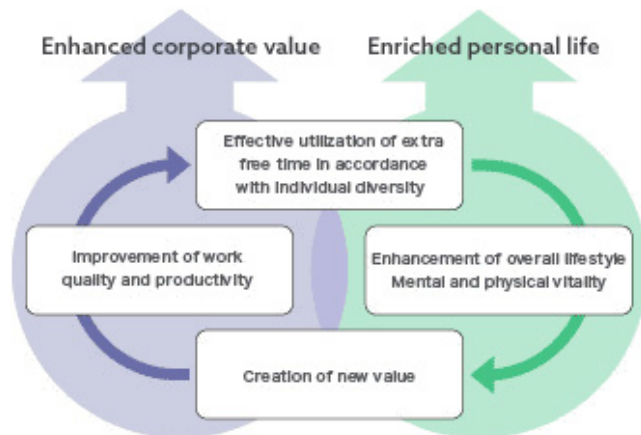 Enhanced corporate value
Enriched personal life
Effective utilization of extra
free time in accordance
with individual diversity
Improvement of work
quality and productivity
Enhancement of overall lifestyle
Mental and physical vitality
Creation of new value